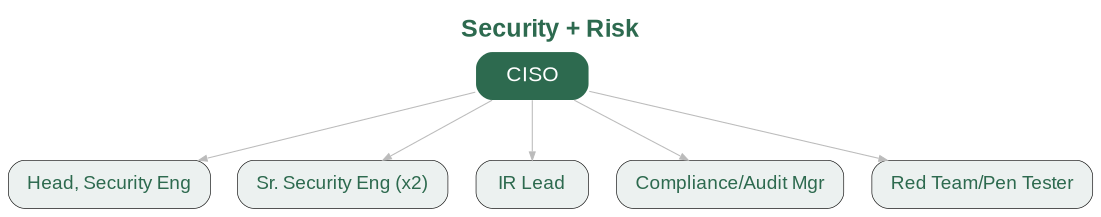 Security + Risk
CISO
Head, Security Eng
Sr. Security Eng (x2)
IR Lead
Compliance/Audit Mgr
Red Team/Pen Tester